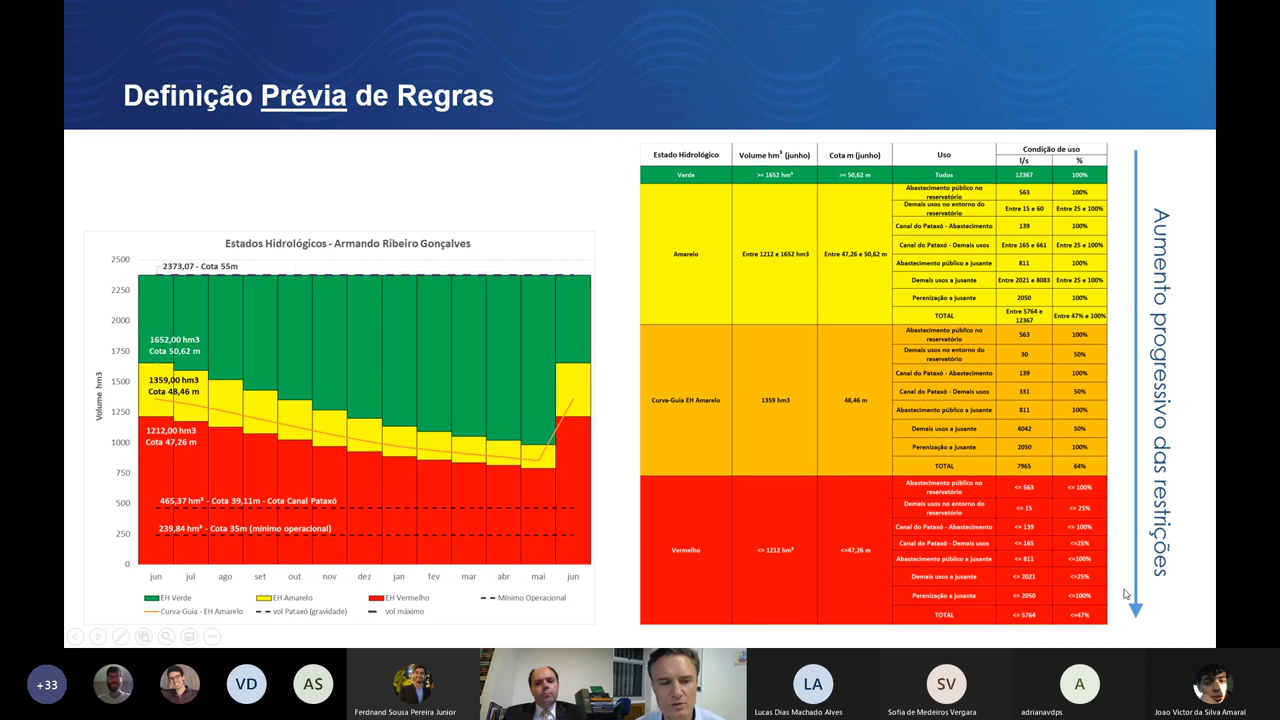 Definição Prévia de Regras
Estados Hidrológicos - Armando Ribeiro Gonçalves
Volume hm3
2500
2250
2000
1750
1500
1250
1000
750
500
250
0
2373,07 - Cota 55m
1652,00 hm3
Cota 50,62 m
1359,00 hm3
Cota 48,46 m
1212,00 hm3
Cota 47,26 m
465,37 hm³ - Cota 39,11m - Cota Canal Pataxó
239,84 hm³ - Cota 35m (mínimo operacional)
jun jul ago set out nov dez jan fev mar abr mai jun
EH Verde EH Amarelo EH Vermelho Mínimo Operacional
Curva-Guia - EH Amarelo vol Pataxó (gravidade) vol máximo
Estado Hidrológico Volume hm³ (junho) Cota m (junho) Uso Condição de uso
l/s %
Verde >= 1652 hm³ >= 50,62 m Todos 12367 100%
Amarelo Entre 1212 e 1652 hm³ Entre 47,26 e 50,62 m
Abastecimento público no reservatório 563 100%
Demais usos no entorno do reservatório Entre 15 e 60 Entre 25 e 100%
Canal do Pataxó - Abastecimento 139 100%
Canal do Pataxó - Demais usos Entre 165 e 661 Entre 25 e 100%
Abastecimento público a jusante 811 100%
Demais usos a jusante Entre 2021 e 8083 Entre 25 e 100%
Perenização a jusante 2050 100%
TOTAL Entre 5764 e 12367 Entre 47% e 100%
Curva-Guia EH Amarelo 1359 hm3 48,46 m
Abastecimento público no reservatório 563 100%
Demais usos no entorno do reservatório 30 50%
Canal do Pataxó - Abastecimento 139 100%
Canal do Pataxó - Demais usos 331 50%
Abastecimento público a jusante 811 100%
Demais usos a jusante 4042 50%
Perenização a jusante 2050 100%
TOTAL 7965 64%
Vermelho <= 1212 hm³ <=47,26 m
Abastecimento público no reservatório <= 563 <= 100%
Demais usos no entorno do reservatório <= 15 <= 25%
Canal do Pataxó - Abastecimento <= 139 <= 100%
Canal do Pataxó - Demais usos <= 165 <=25%
Abastecimento público a jusante <= 811 <=100%
Demais usos a jusante <= 2021 <=25%
Perenização a jusante <= 2050 <=100%
TOTAL <= 5764 <=47%
Aumento progressivo das restrições
+33
VD
AS
Ferdnand Sousa Pereira Junior
LA
Lucas Dias Machado Alves
SV
Sofia de Medeiros Vergara
A
adrianavdps
Joao Victor da Silva Amaral